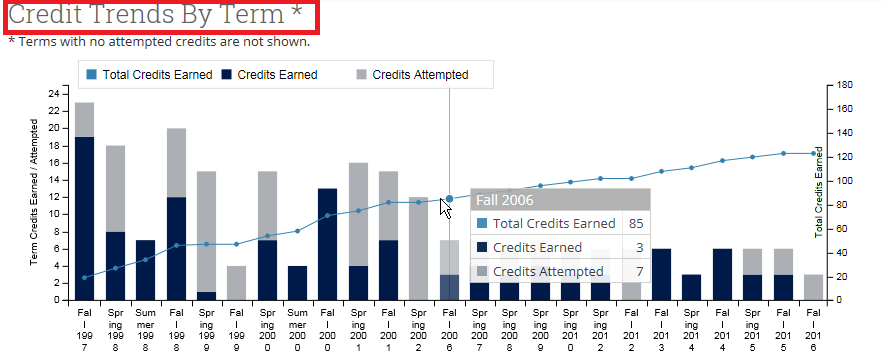 Credit Trends By Term *
* Terms with no attempted credits are not shown.
Total Credits Earned
Credits Earned
Credits Attempted
Term Credits Earned / Attempted
24
22
20
18
16
14
12
10
8
6
4
2
0
180
160
140
120
100
80
60
40
20
0
Total Credits Earned
Fall 2006
Total Credits Earned 85
Credits Earned 3
Credits Attempted 7
Fal Spr Sum Fal Spr Fal Spr Sum Fal Spr Fal Spr Fal Spr Fal Spr Spr Spr Fal Fal Spr Fal Spr Fal Fal
l ing mer l ing l ing mer l ing l ing l ing l ing ing ing l l ing l ing l l
199 199 199 199 199 199 200 200 200 200 200 200 200 200 200 200 201 201 201 201 201 201 201 201 201
7 8 8 8 9 9 0 0 0 1 1 2 6 7 8 9 0 2 2 3 4 4 5 5 6